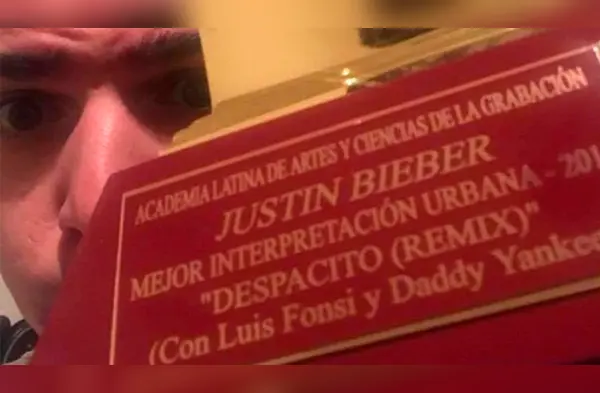 ACADEMIA LATINA DE ARTES Y CIENCIAS DE LA GRABACIÓN
JUSTIN BIEBER
MEJOR INTERPRETACIÓN URBANA - 201
"DESPACITO (REMIX)"
(Con Luis Fonsi y Daddy Yankee